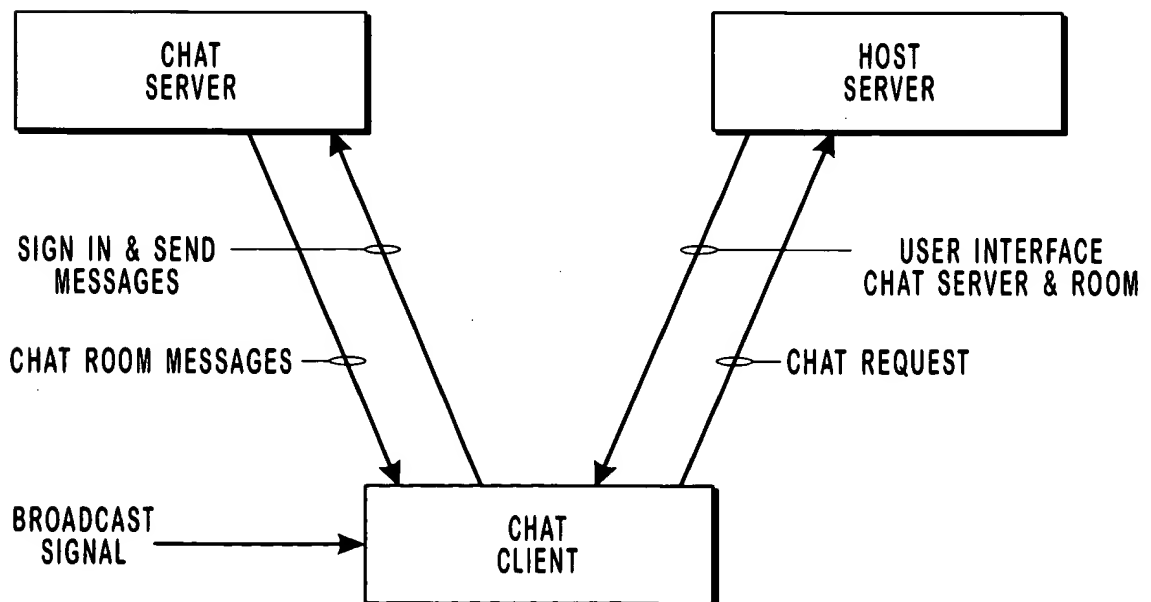 CHAT
SERVER
HOST
SERVER
SIGN IN & SEND
MESSAGES
USER INTERFACE
CHAT SERVER & ROOM
CHAT ROOM MESSAGES
CHAT REQUEST
BROADCAST
SIGNAL
CHAT
CLIENT